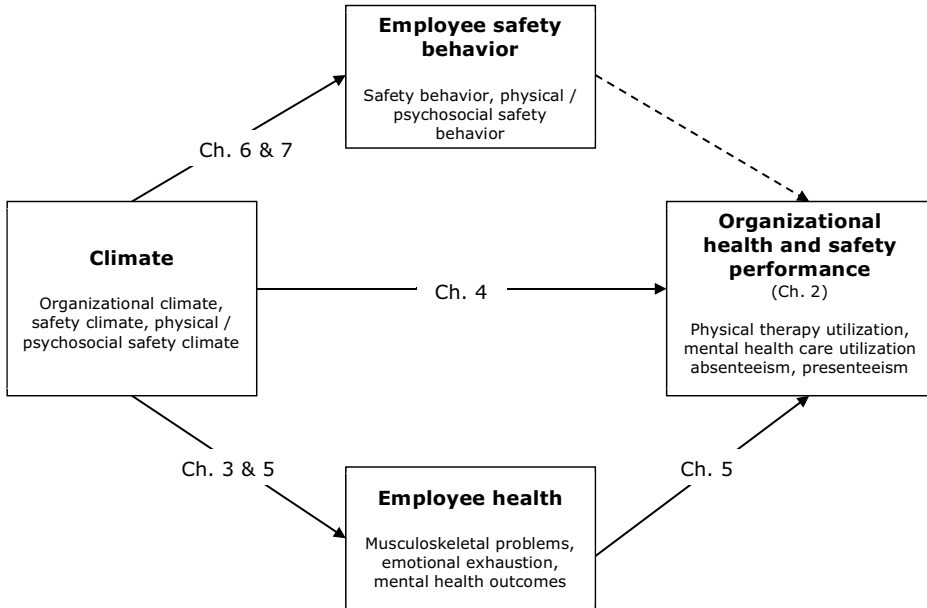 Employee safety
behavior
Safety behavior, physical /
psychosocial safety
behavior
Ch. 6 & 7
Climate
Organizational climate,
safety climate, physical /
psychosocial safety climate
Ch. 4
Organizational
health and safety
performance
(Ch. 2)
Physical therapy utilization,
mental health care utilization
absenteeism, presenteeism
Ch. 3 & 5
Ch. 5
Employee health
Musculoskeletal problems,
emotional exhaustion,
mental health outcomes